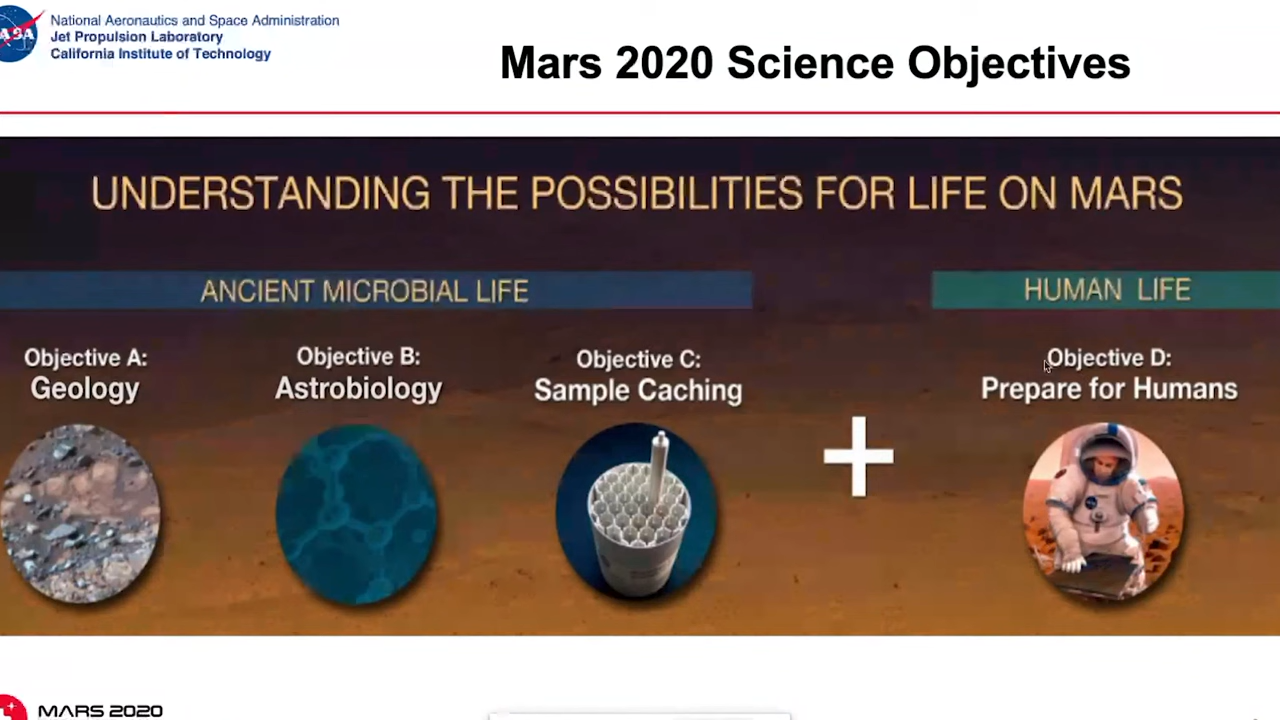 National Aeronautics and Space Administration
Jet Propulsion Laboratory
California Institute of Technology
Mars 2020 Science Objectives
UNDERSTANDING THE POSSIBILITIES FOR LIFE ON MARS
ANCIENT MICROBIAL LIFE
HUMAN LIFE
Objective A:
Geology
Objective B:
Astrobiology
Objective C:
Sample Caching
+
Objective D:
Prepare for Humans
MARS 2020